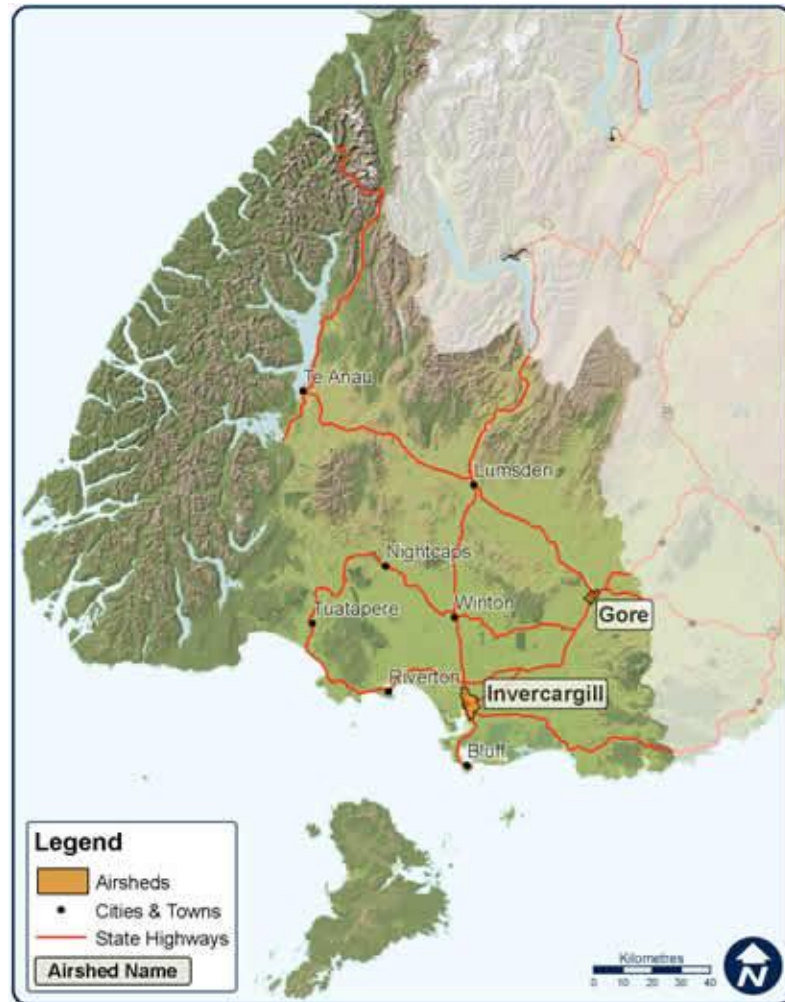 Te Anau
Lumsden
Nightcaps
Tuatapere
Winton
Gore
Riverton
Invercargill
Bluff
Legend
Airsheds
Cities & Towns
State Highways
Airshed Name
Kilometres
0 10 20 30 40
N